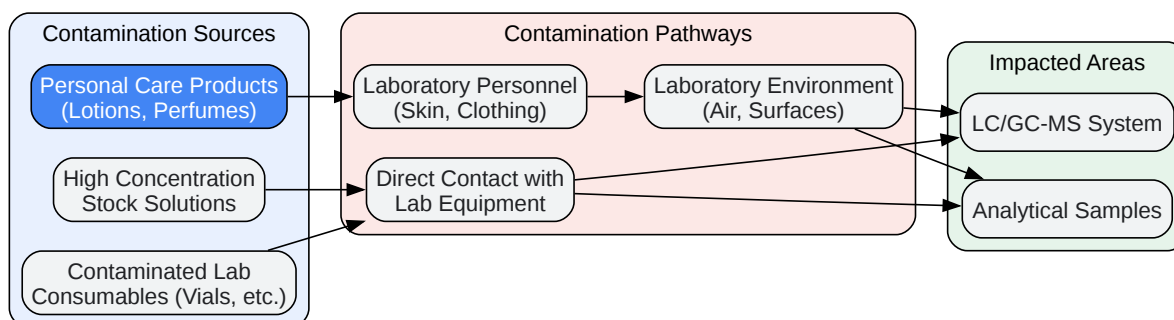 Contamination Sources
Personal Care Products
(Lotions, Perfumes)
High Concentration
Stock Solutions
Contaminated Lab
Consumables (Vials, etc.)
Contamination Pathways
Laboratory Personnel
(Skin, Clothing)
Laboratory Environment
(Air, Surfaces)
Direct Contact with
Lab Equipment
Impacted Areas
LC/GC-MS System
Analytical Samples